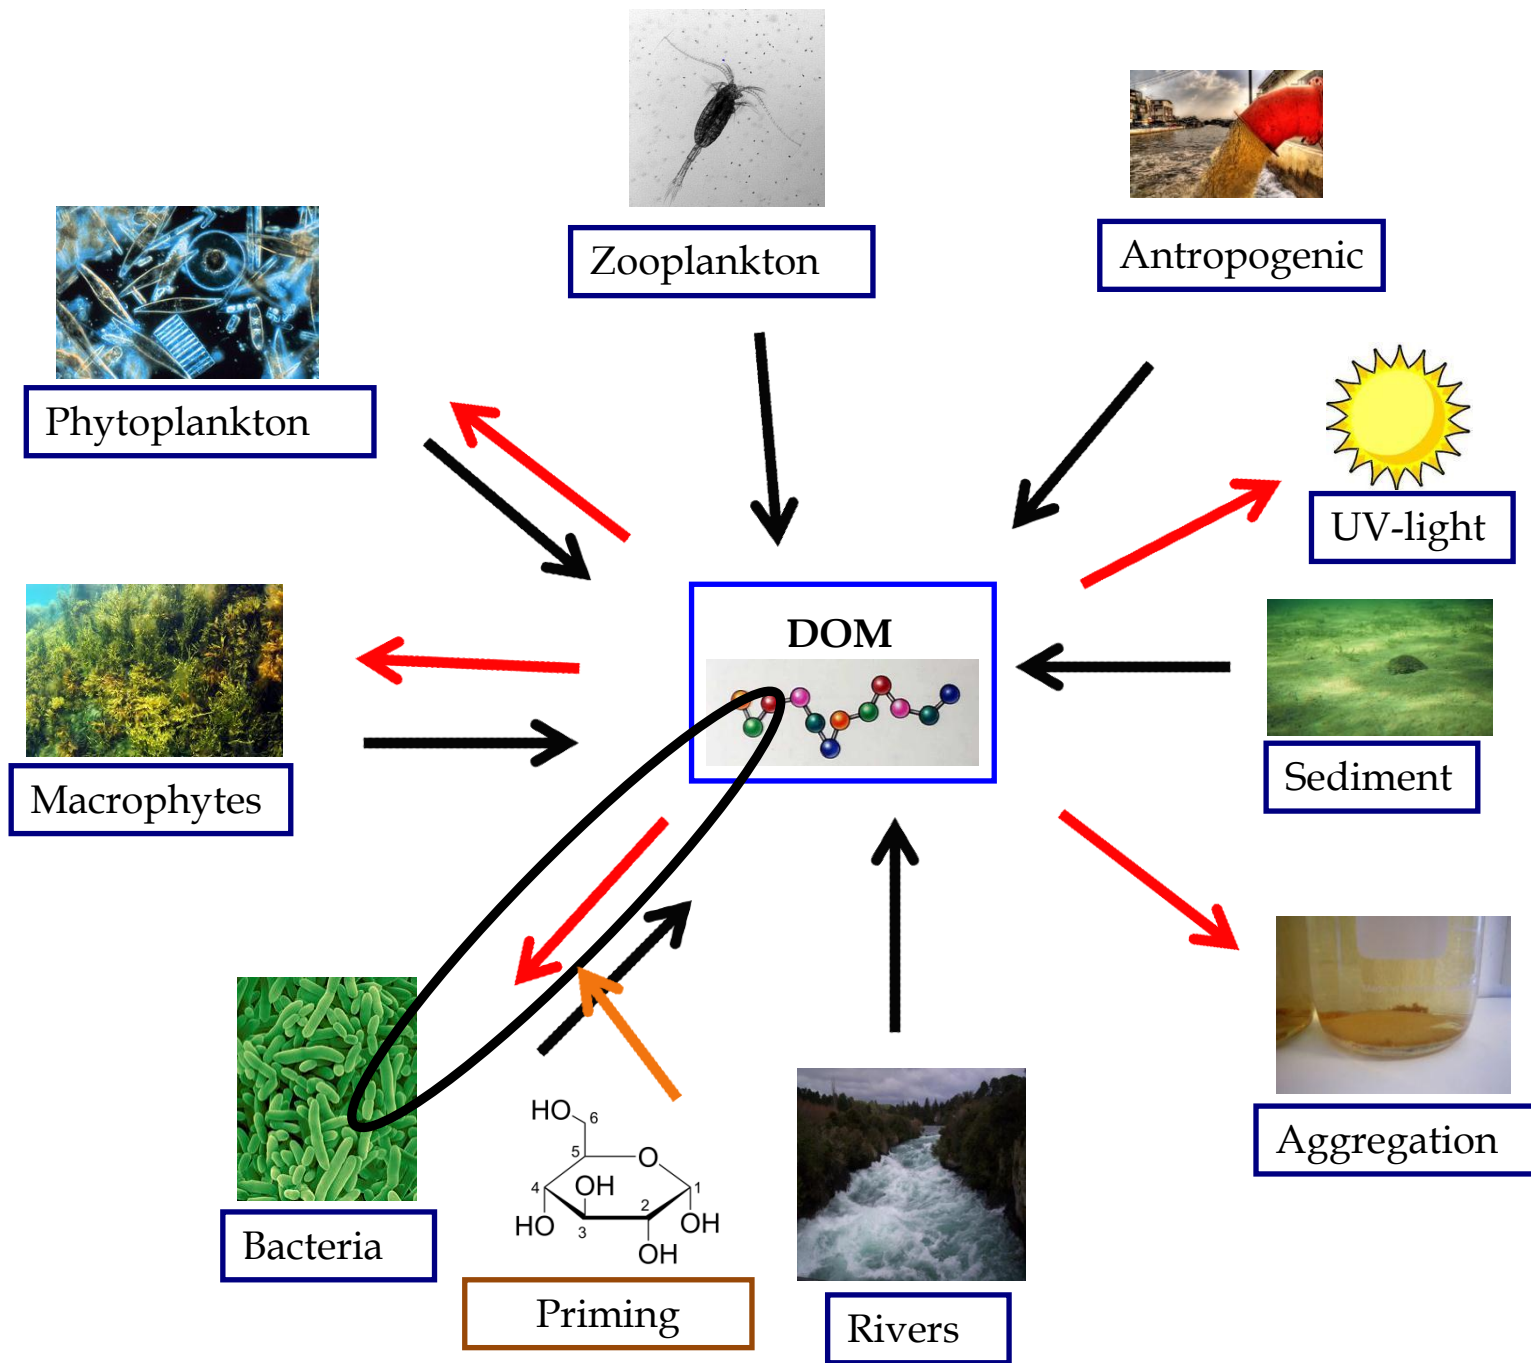 Zooplankton
Antropogenic
Phytoplankton
UV-light
DOM
Macrophytes
Sediment
Aggregation
Bacteria
HO
6
5
O
4
OH
1
2
HO
3
OH
OH
Priming
Rivers